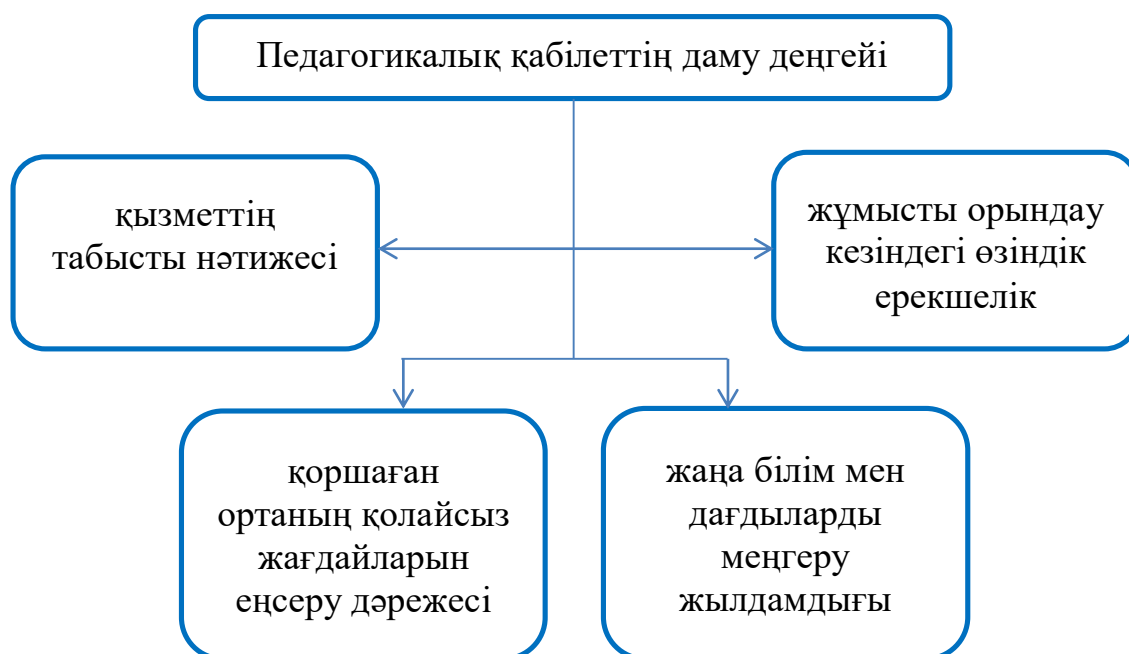 Педагогикалық қабілеттің даму деңгейі
қызметтің
табысты нәтижесі
жұмысты орындау
кезіндегі өзіндік
ерекшелік
қоршаған
ортаның қолайсыз
жағдайларын
еңсеру дәрежесі
жаңа білім мен
дағдыларды
меңгеру
жылдамдығы